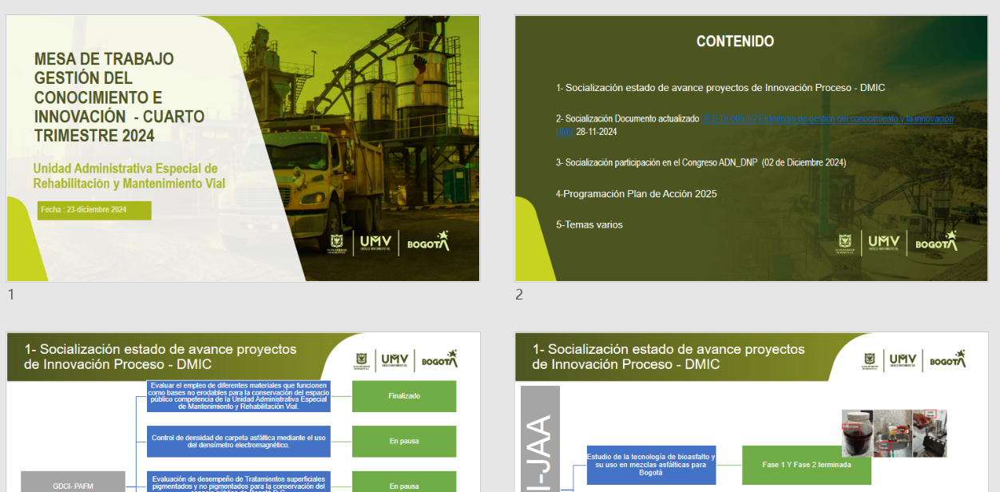 MESA DE TRABAJO
GESTIÓN DEL
CONOCIMIENTO E
INNOVACIÓN - CUARTO
TRIMESTRE 2024
Unidad Administrativa Especial de
Rehabilitación y Mantenimiento Vial
Fecha : 23-diciembre 2024
UMV
BOGOTÁ
1
CONTENIDO
1- Socialización estado de avance proyectos de Innovación Proceso - DMIC
2- Socialización Documento actualizado GES-DI-005 V2 Estrategia de gestión del conocimiento y la innovación
UMV 28-11-2024
3- Socialización participación en el Congreso ADN_DNP (02 de Diciembre 2024)
4-Programación Plan de Acción 2025
5-Temas varios
UMV
BOGOTÁ
2
1- Socialización estado de avance proyectos
de Innovación Proceso - DMIC
UMV
BOGOTÁ
Evaluar el empleo de diferentes materiales que funcionen
como bases no erodables para la conservación del espacio
público competencia de la Unidad Administrativa Especial
de Mantenimiento y Rehabilitación Vial.
Finalizado
Control de densidad de carpeta asfáltica mediante el uso
del densímetro electromagnético.
En pausa
GDCI- PAFM
Evaluación de desempeño de Tratamientos superficiales
pigmentados y no pigmentados para la conservación del
En pausa
1- Socialización estado de avance proyectos
de Innovación Proceso - DMIC
UMV
BOGOTÁ
I-JAA
Estudio de la tecnología de bioasfalto y
su uso en mezclas asfálticas para
Bogotá
Fase 1 Y Fase 2 terminada